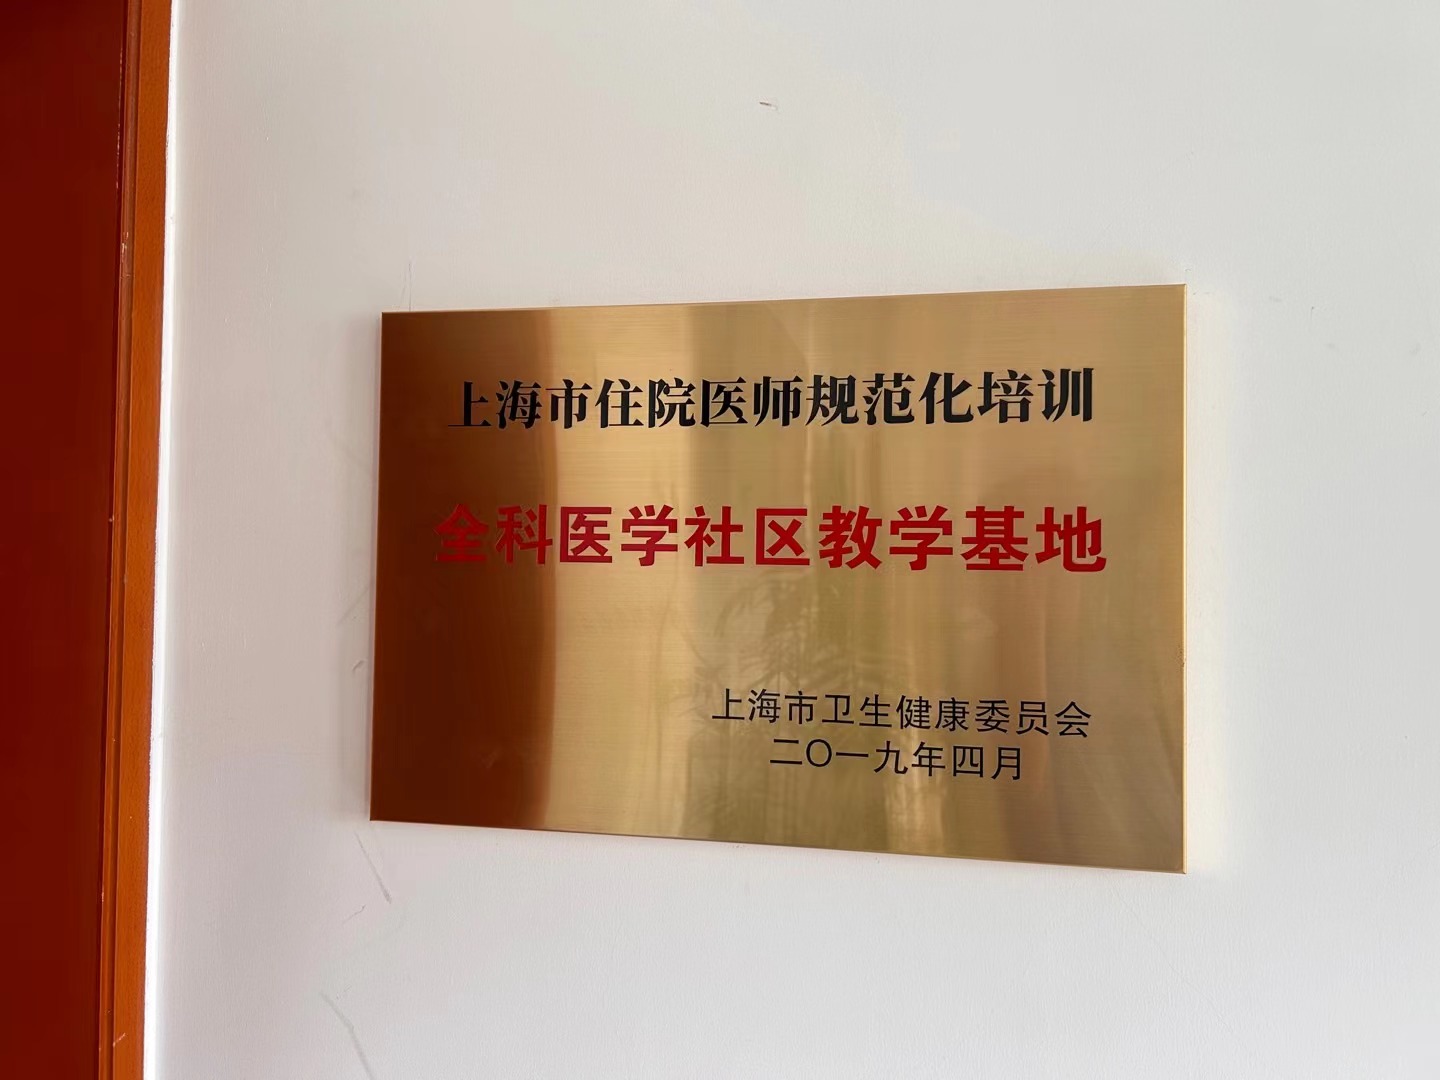 上海市住院医师规范化培训
全科医学社区教学基地
上海市卫生健康委员会
二〇一九年四月